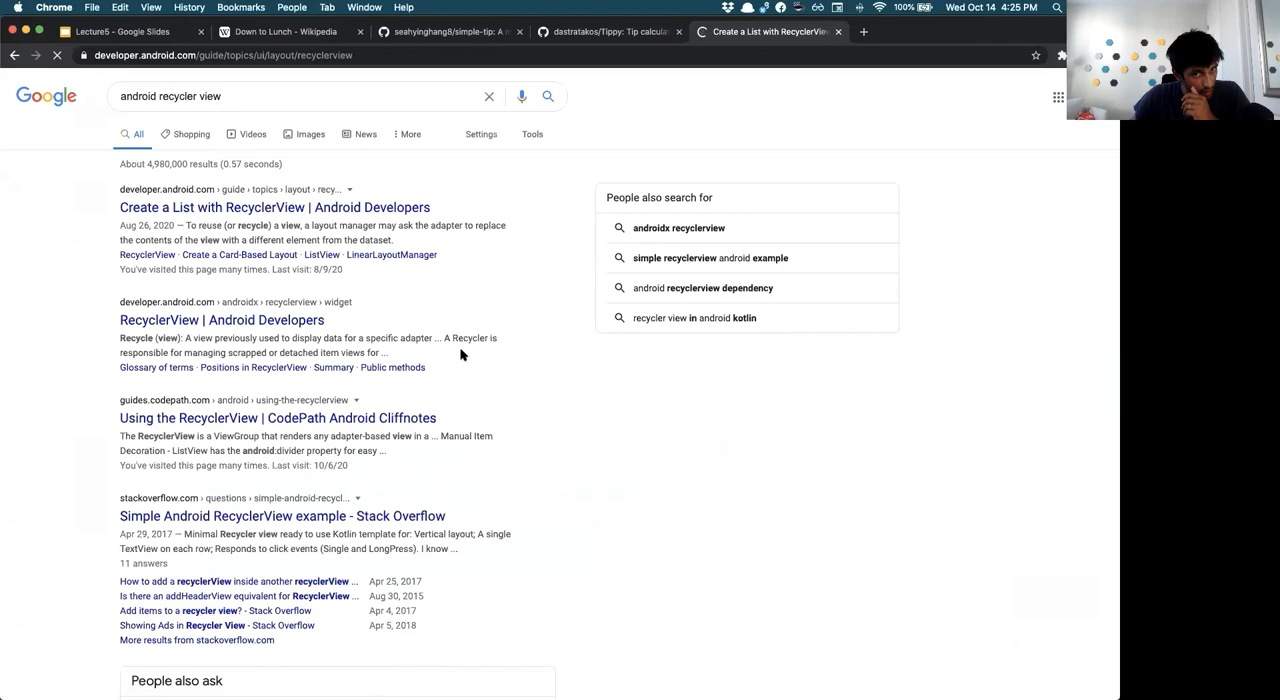 Chrome File Edit View History Bookmarks People Tab Window Help 100% Wed Oct 14 4:25 PM
Lecture5 - Google Slides Down to Lunch - Wikipedia seahyinghang8/simple-tip: A m dastratakos/Tippy: Tip calculat Create a List with RecyclerView
developer.android.com/guide/topics/ui/layout/recyclerview
Google android recycler view
All Shopping Videos Images News More Settings Tools
About 4,980,000 results (0.57 seconds)
developer.android.com › guide › topics › layout › recy...
Create a List with RecyclerView | Android Developers
Aug 26, 2020 — To reuse (or recycle) a view, a layout manager may ask the adapter to replace
the contents of the view with a different element from the dataset.
RecyclerView · Create a Card-Based Layout · ListView · LinearLayoutManager
You've visited this page many times. Last visit: 8/9/20
developer.android.com › androidx › recyclerview › widget
RecyclerView | Android Developers
Recycle (view): A view previously used to display data for a specific adapter ... A Recycler is
responsible for managing scrapped or detached item views for ...
Glossary of terms · Positions in RecyclerView · Summary · Public methods
guides.codepath.com › android › using-the-recyclerview
Using the RecyclerView | CodePath Android Cliffnotes
The RecyclerView is a ViewGroup that renders any adapter-based view in a ... Manual Item
Decoration - ListView has the android:divider property for easy ...
You've visited this page many times. Last visit: 10/6/20
stackoverflow.com › questions › simple-android-recycl...
Simple Android RecyclerView example - Stack Overflow
Apr 29, 2017 — Minimal Recycler view ready to use Kotlin template for: Vertical layout; A single
TextView on each row; Responds to click events (Single and LongPress). I know ...
11 answers
How to add a recyclerView inside another recyclerView ... Apr 25, 2017
Is there an addHeaderView equivalent for RecyclerView ... Aug 30, 2015
Add items to a recycler view? - Stack Overflow Apr 4, 2017
Showing Ads in Recycler View - Stack Overflow Apr 5, 2018
More results from stackoverflow.com
People also ask
People also search for
androidx recyclerview
simple recyclerview android example
android recyclerview dependency
recycler view in android kotlin